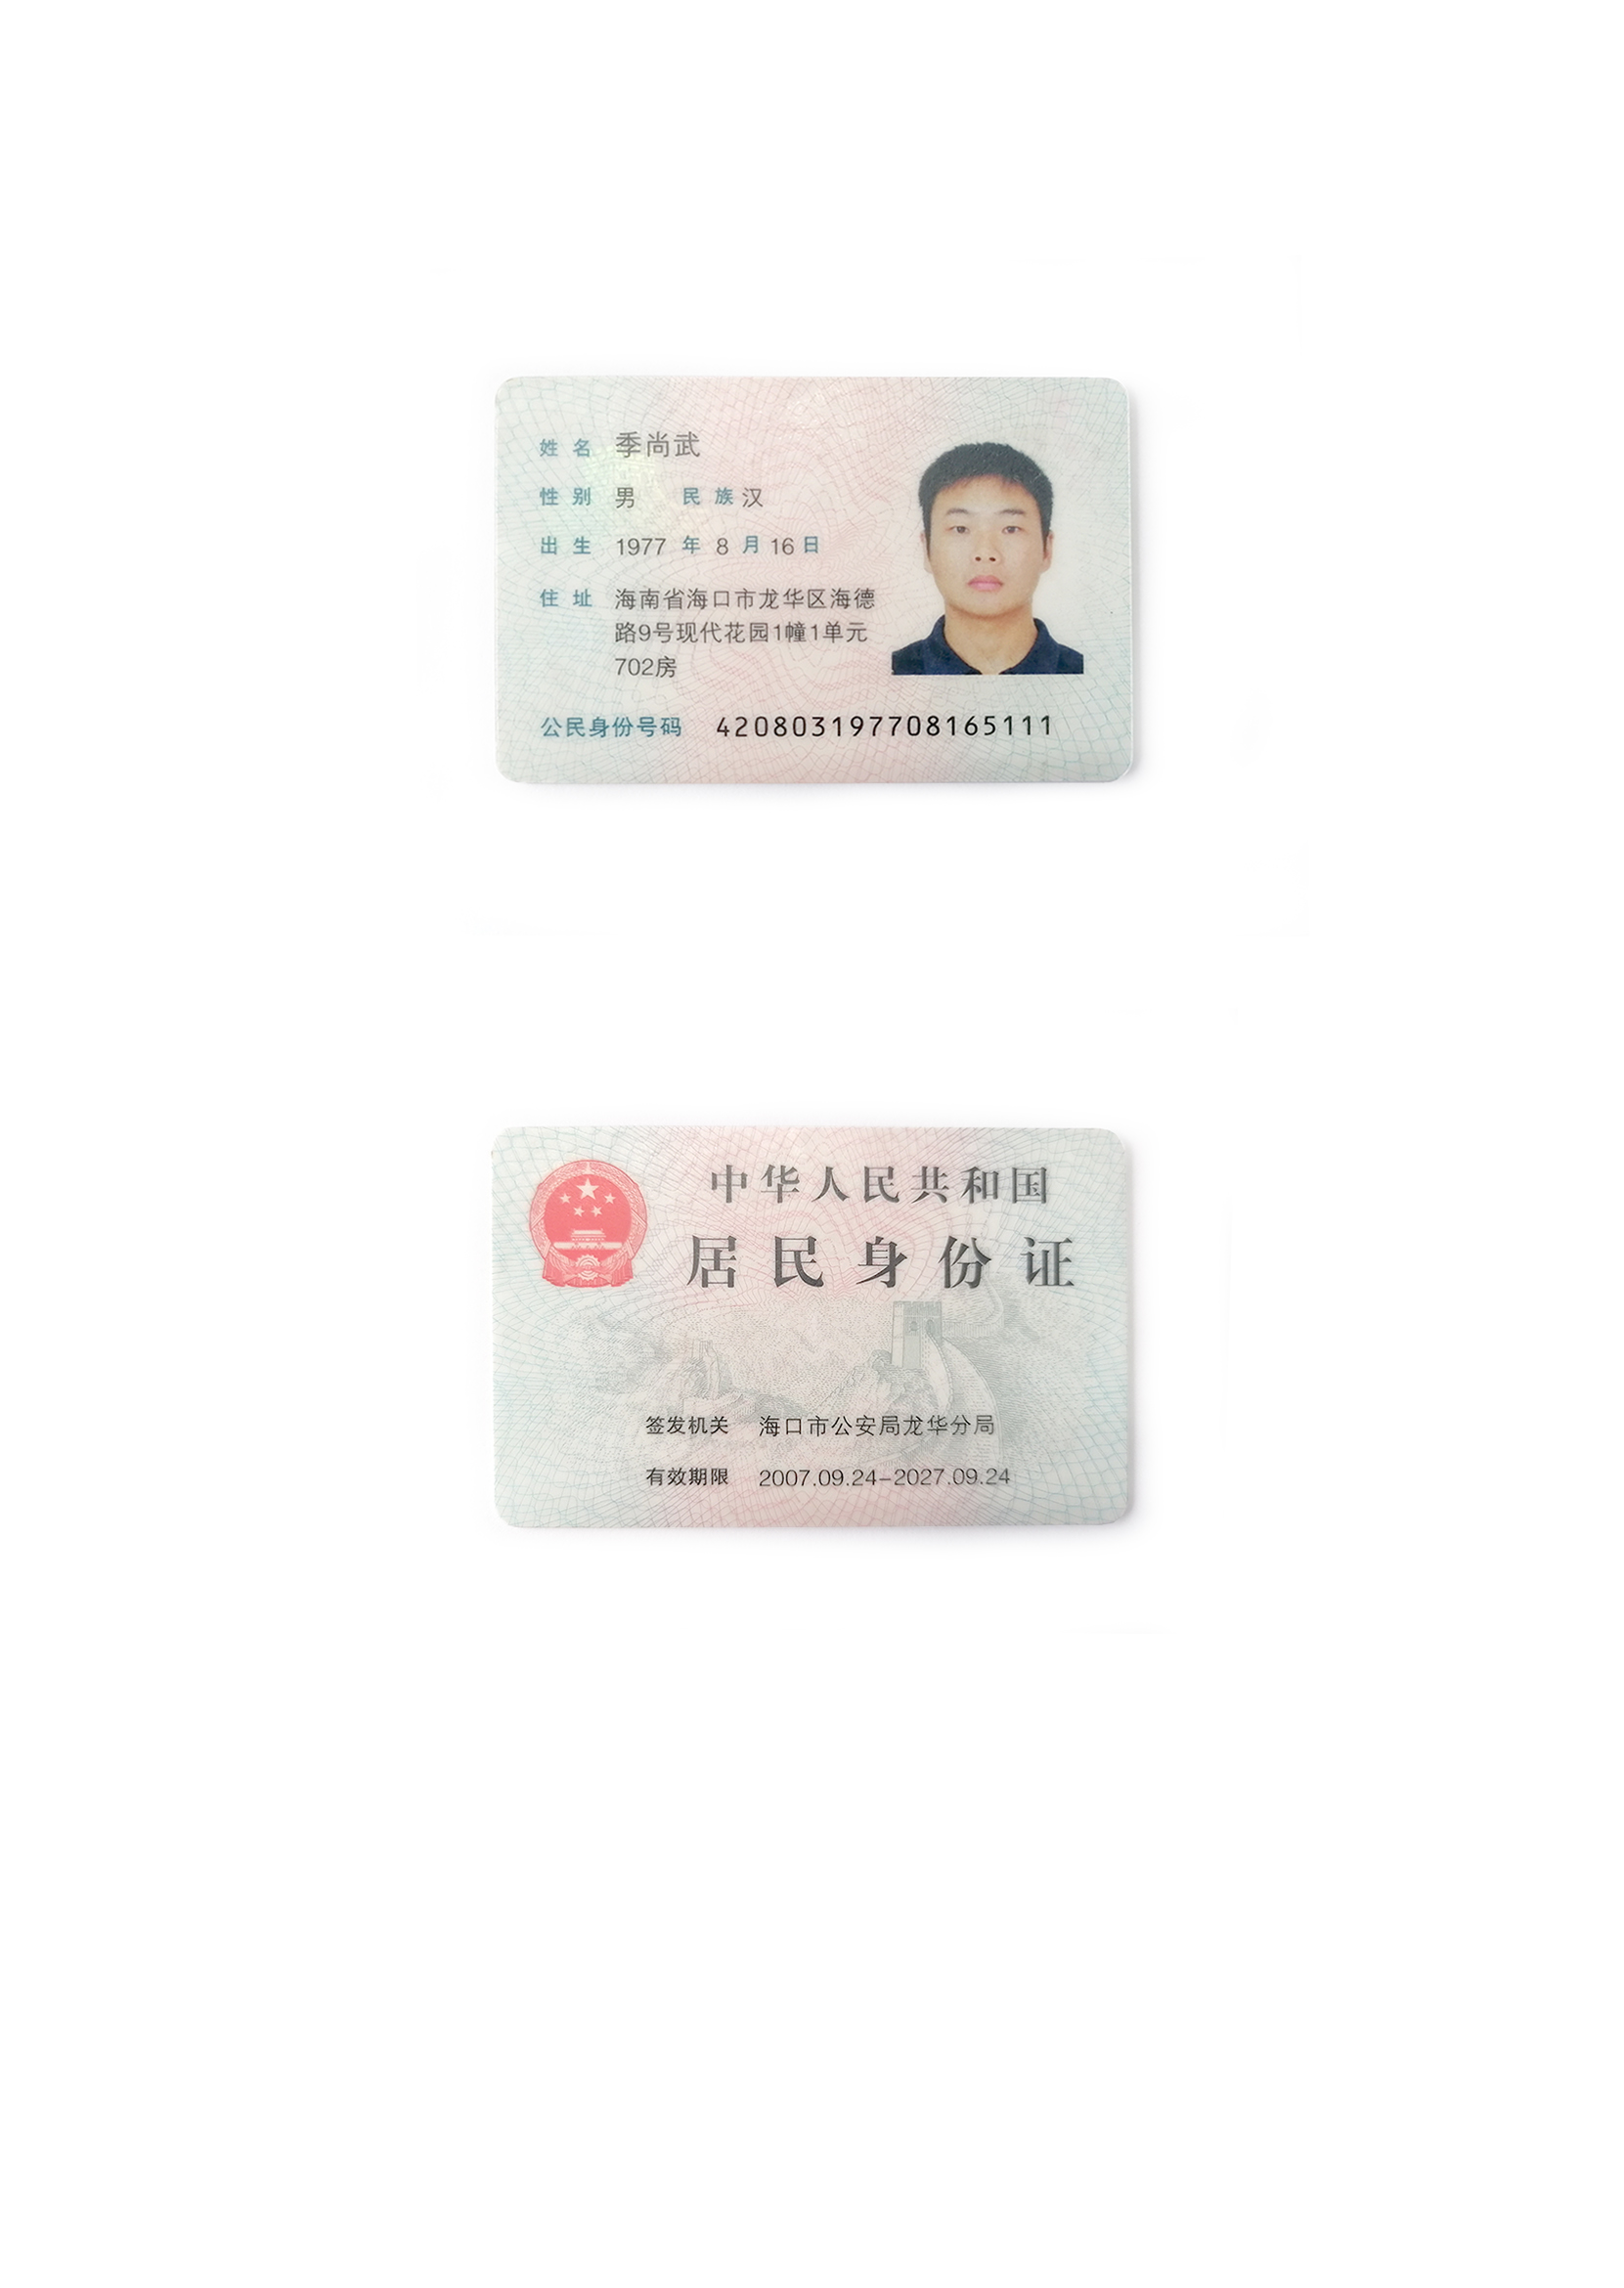 姓名 季尚武
性别 男 民族 汉
出生 1977 年 8 月 16 日
住址 海南省海口市龙华区海德
路9号现代花园1幢1单元
702房
公民身份号码 420803197708165111
中华人民共和国
居民身份证
签发机关 海口市公安局龙华分局
有效期限 2007.09.24-2027.09.24